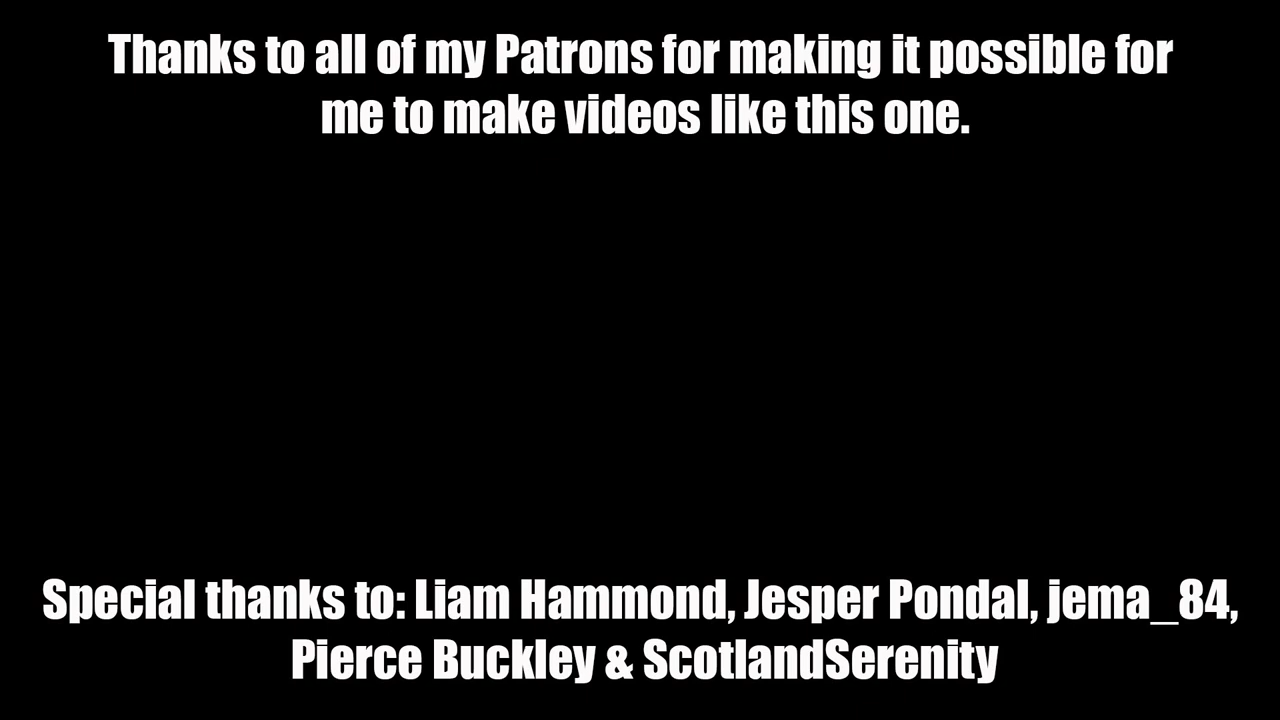 Thanks to all of my Patrons for making it possible for
me to make videos like this one.
Special thanks to: Liam Hammond, Jesper Pondal, jema_84,
Pierce Buckley & ScotlandSerenity